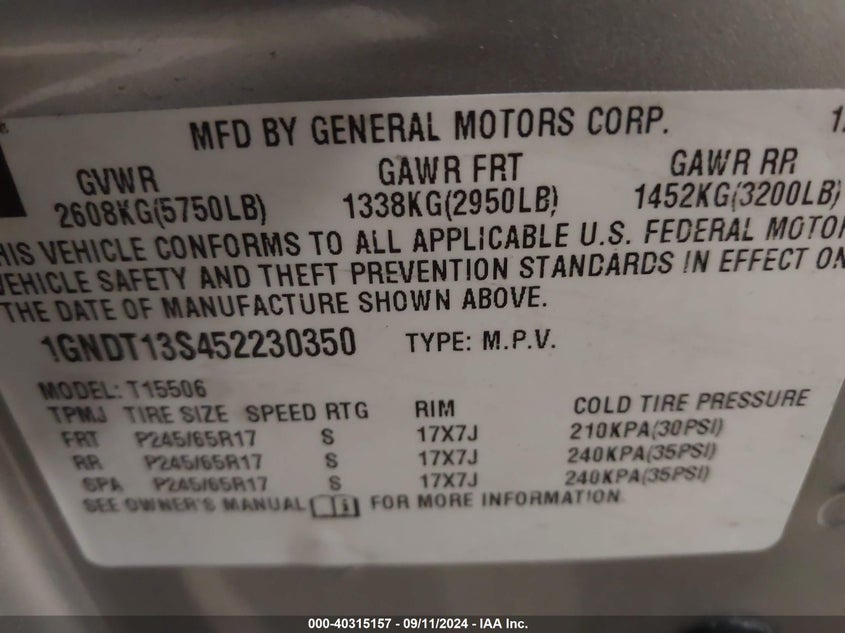 MFD BY GENERAL MOTORS CORP.
GVWR GAWR FRT GAWR RR
2608KG(5750LB) 1338KG(2950LB) 1452KG(3200LB)
HIS VEHICLE CONFORMS TO ALL APPLICABLE U.S. FEDERAL MOTOR
VEHICLE SAFETY AND THEFT PREVENTION STANDARDS IN EFFECT ON
THE DATE OF MANUFACTURE SHOWN ABOVE.
1GNDT13S452230350 TYPE: M.P.V.
MODEL: T15506
TPMJ TIRE SIZE SPEED RTG RIM COLD TIRE PRESSURE
FRT P245/65R17 S 17X7J 210KPA(30PSI)
RR P245/65R17 S 17X7J 240KPA(35PSI)
SPA P245/65R17 S 17X7J 240KPA(35PSI)
SEE OWNER'S MANUAL FOR MORE INFORMATION.
000-40315157 - 09/11/2024 - IAA Inc.